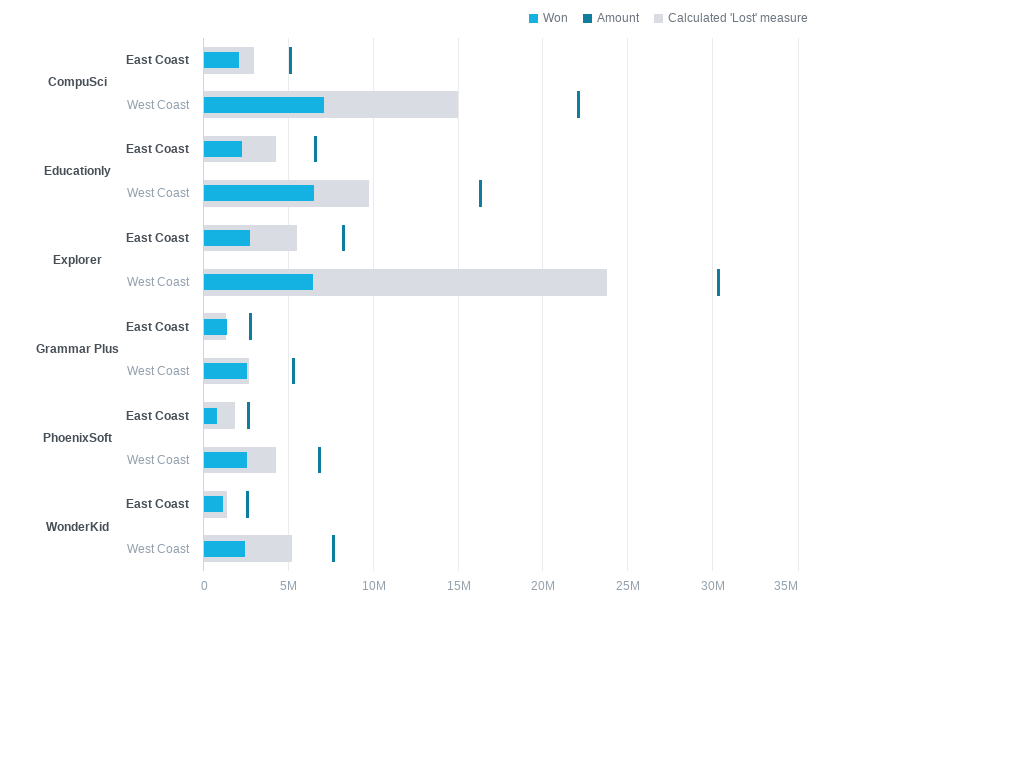 Won Amount Calculated 'Lost' measure
CompuSci
East Coast
West Coast
Educationly
East Coast
West Coast
Explorer
East Coast
West Coast
Grammar Plus
East Coast
West Coast
PhoenixSoft
East Coast
West Coast
WonderKid
East Coast
West Coast
0 5M 10M 15M 20M 25M 30M 35M